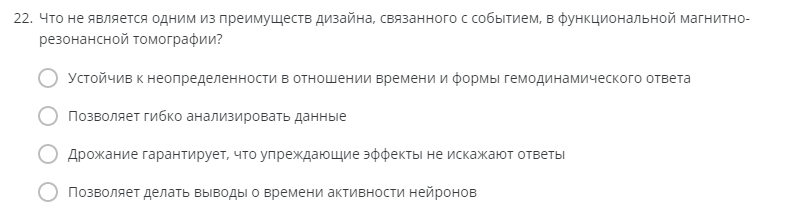 22. Что не является одним из преимуществ дизайна, связанного с событием, в функциональной магнитно-
резонансной томографии?
Устойчив к неопределенности в отношении времени и формы гемодинамического ответа
Позволяет гибко анализировать данные
Дрожание гарантирует, что упреждающие эффекты не искажают ответы
Позволяет делать выводы о времени активности нейронов